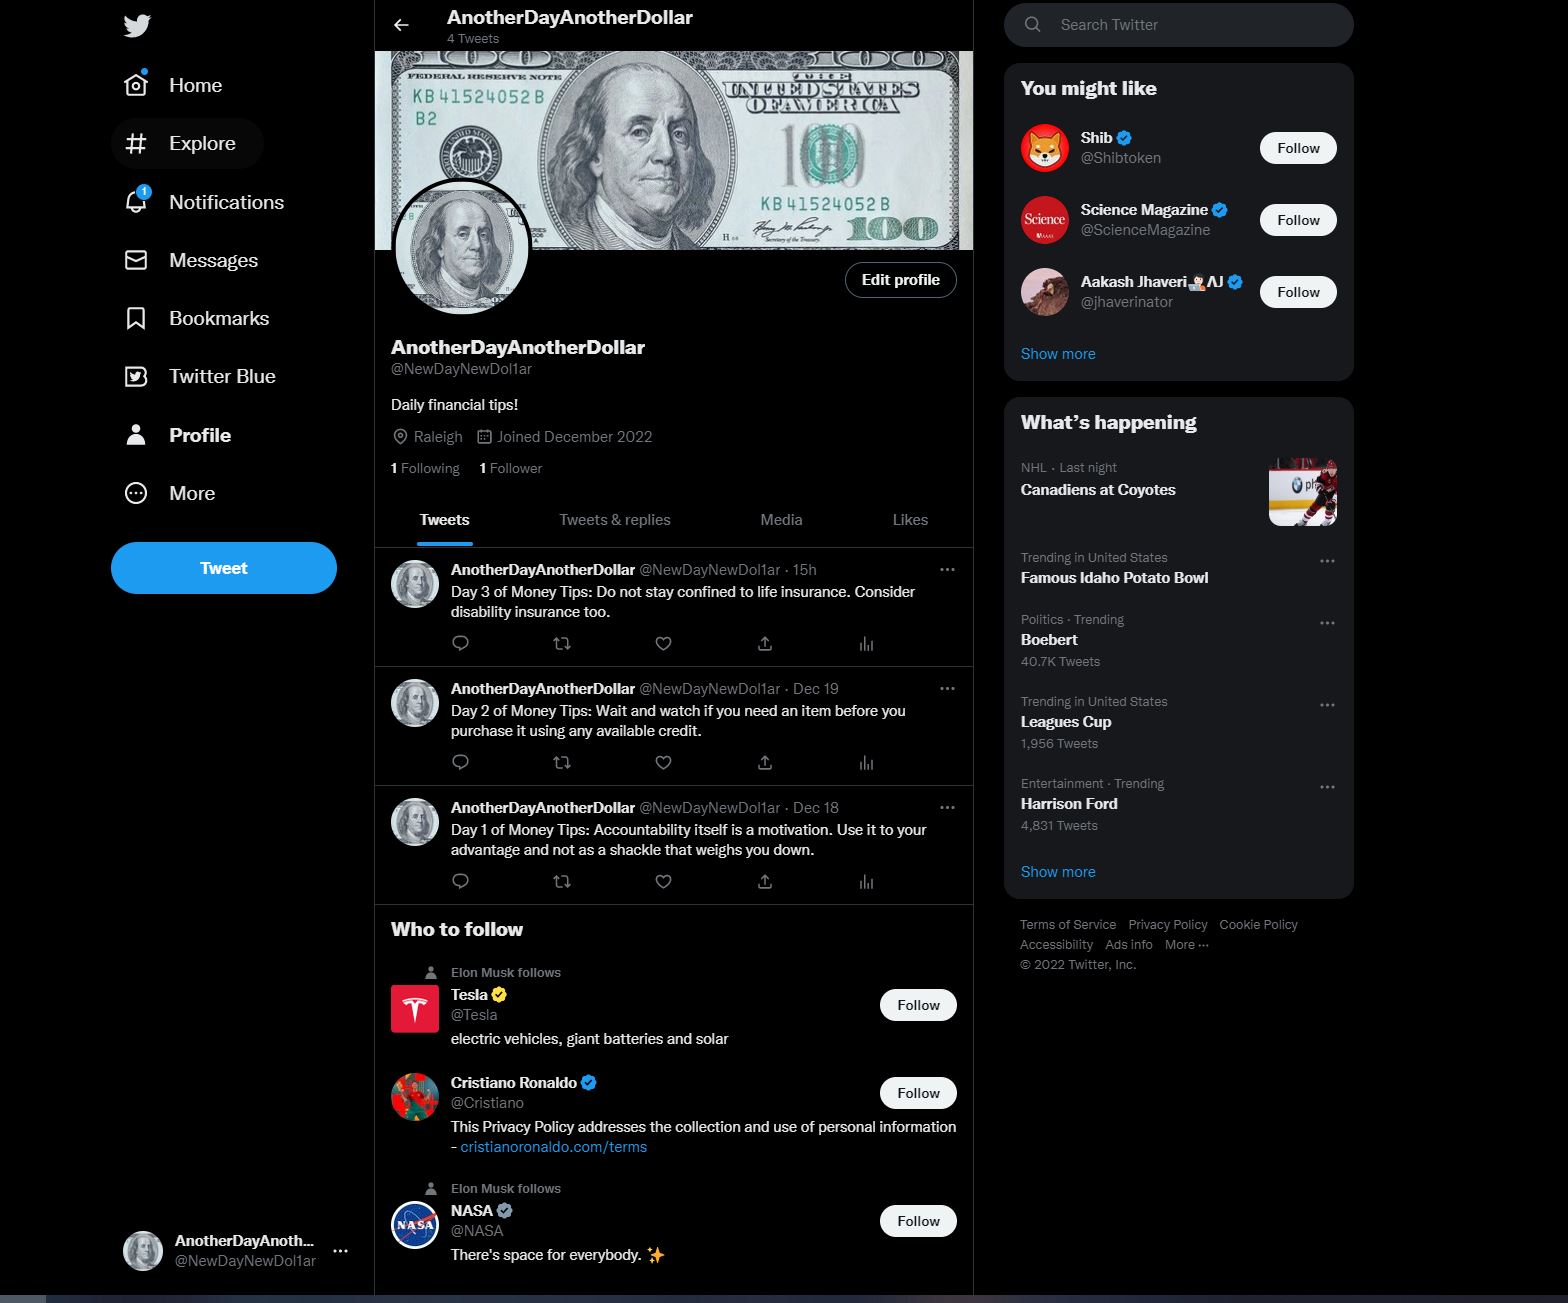 Home
Explore
1
Notifications
Messages
Bookmarks
Twitter Blue
Profile
More
Tweet
AnotherDayAnoth...
@NewDayNewDol1ar
AnotherDayAnotherDollar
4 Tweets
FEDERAL RESERVE NOTE
THE
UNITED STATES
OF AMERICA
KB 41524052 B
B2
100
KB 41524052 B
Secretary of the Treasury
100
Edit profile
AnotherDayAnotherDollar
@NewDayNewDol1ar
Daily financial tips!
Raleigh Joined December 2022
1 Following 1 Follower
Tweets Tweets & replies Media Likes
AnotherDayAnotherDollar @NewDayNewDol1ar · 15h
Day 3 of Money Tips: Do not stay confined to life insurance. Consider
disability insurance too.
AnotherDayAnotherDollar @NewDayNewDol1ar · Dec 19
Day 2 of Money Tips: Wait and watch if you need an item before you
purchase it using any available credit.
AnotherDayAnotherDollar @NewDayNewDol1ar · Dec 18
Day 1 of Money Tips: Accountability itself is a motivation. Use it to your
advantage and not as a shackle that weighs you down.
Who to follow
Elon Musk follows
Tesla
@Tesla
Follow
electric vehicles, giant batteries and solar
Cristiano Ronaldo
@Cristiano
Follow
This Privacy Policy addresses the collection and use of personal information
- cristianoronaldo.com/terms
Elon Musk follows
NASA
NASA
@NASA
Follow
There's space for everybody. ✨
Search Twitter
You might like
Shib
@Shibtoken
Follow
Science
Science Magazine
@ScienceMagazine
Follow
Aakash Jhaveri🧑🏻‍💻ΛJ
@jhaverinator
Follow
Show more
What's happening
NHL · Last night
Canadiens at Coyotes
Trending in United States
Famous Idaho Potato Bowl
Politics · Trending
Boebert
40.7K Tweets
Trending in United States
Leagues Cup
1,956 Tweets
Entertainment · Trending
Harrison Ford
4,831 Tweets
Show more
Terms of Service Privacy Policy Cookie Policy
Accessibility Ads info More ···
© 2022 Twitter, Inc.